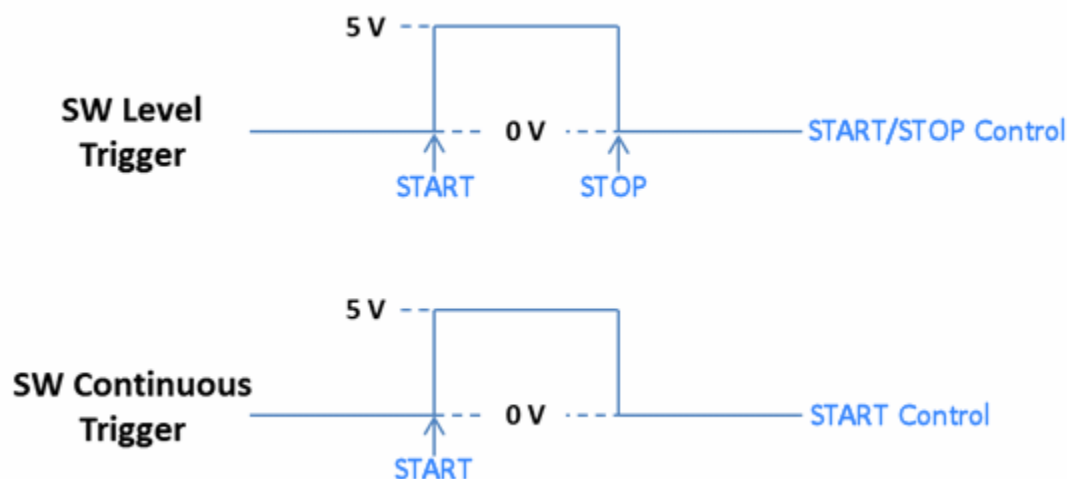 5 V
SW Level
Trigger
0 V
START/STOP Control
START
STOP
5 V
SW Continuous
Trigger
0 V
START Control
START